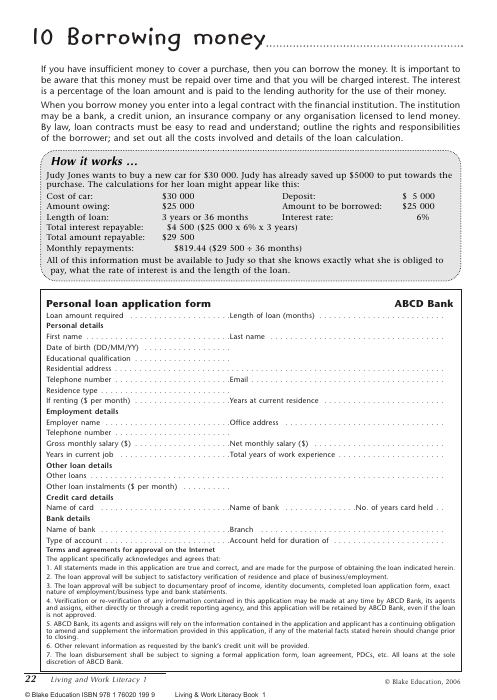 10 Borrowing money
If you have insufficient money to cover a purchase, then you can borrow the money. It is important to
be aware that this money must be repaid over time and that you will be charged interest. The interest
is a percentage of the loan amount and is paid to the lending authority for the use of their money.
When you borrow money you enter into a legal contract with the financial institution. The institution
may be a bank, a credit union, an insurance company or any organisation licensed to lend money.
By law, loan contracts must be easy to read and understand; outline the rights and responsibilities
of the borrower; and set out all the costs involved and details of the loan calculation.
How it works ...
Judy Jones wants to buy a new car for $30 000. Judy has already saved up $5000 to put towards the
purchase. The calculations for her loan might appear like this:
Cost of car: $30 000 Deposit: $ 5 000
Amount owing: $25 000 Amount to be borrowed: $25 000
Length of loan: 3 years or 36 months Interest rate: 6%
Total interest repayable: $4 500 ($25 000 x 6% x 3 years)
Total amount repayable: $29 500
Monthly repayments: $819.44 ($29 500 ÷ 36 months)
All of this information must be available to Judy so that she knows exactly what she is obliged to
pay, what the rate of interest is and the length of the loan.
Personal loan application form ABCD Bank
Loan amount required Length of loan (months)
Personal details
First name Last name
Date of birth (DD/MM/YY)
Educational qualification
Residential address
Telephone number Email
Residence type
If renting ($ per month) Years at current residence
Employment details
Employer name Office address
Telephone number
Gross monthly salary ($) Net monthly salary ($)
Years in current job Total years of work experience
Other loan details
Other loans
Other loan instalments ($ per month)
Credit card details
Name of card Name of bank No. of years card held
Bank details
Name of bank Branch
Type of account Account held for duration of
Terms and agreements for approval on the Internet
The applicant specifically acknowledges and agrees that:
1. All statements made in this application are true and correct, and are made for the purpose of obtaining the loan indicated herein.
2. The loan approval will be subject to satisfactory verification of residence and place of business/employment.
3. The loan approval will be subject to documentary proof of income, identity documents, completed loan application form, exact
nature of employment/business type and bank statements.
4. Verification or re-verification of any information contained in this application may be made at any time by ABCD Bank, its agents
and assigns, either directly or through a credit reporting agency, and this application will be retained by ABCD Bank, even if the loan
is not approved.
5. ABCD Bank, its agents and assigns will rely on the information contained in the application and applicant has a continuing obligation
to amend and supplement the information provided in this application, if any of the material facts stated herein should change prior
to closing.
6. Other relevant information as requested by the bank's credit unit will be provided.
7. The loan disbursement shall be subject to signing a formal application form, loan agreement, PDCs, etc. All loans at the sole
discretion of ABCD Bank.
22 Living and Work Literacy 1 © Blake Education, 2006
© Blake Education ISBN 978 1 76020 199 9 Living & Work Literacy Book 1